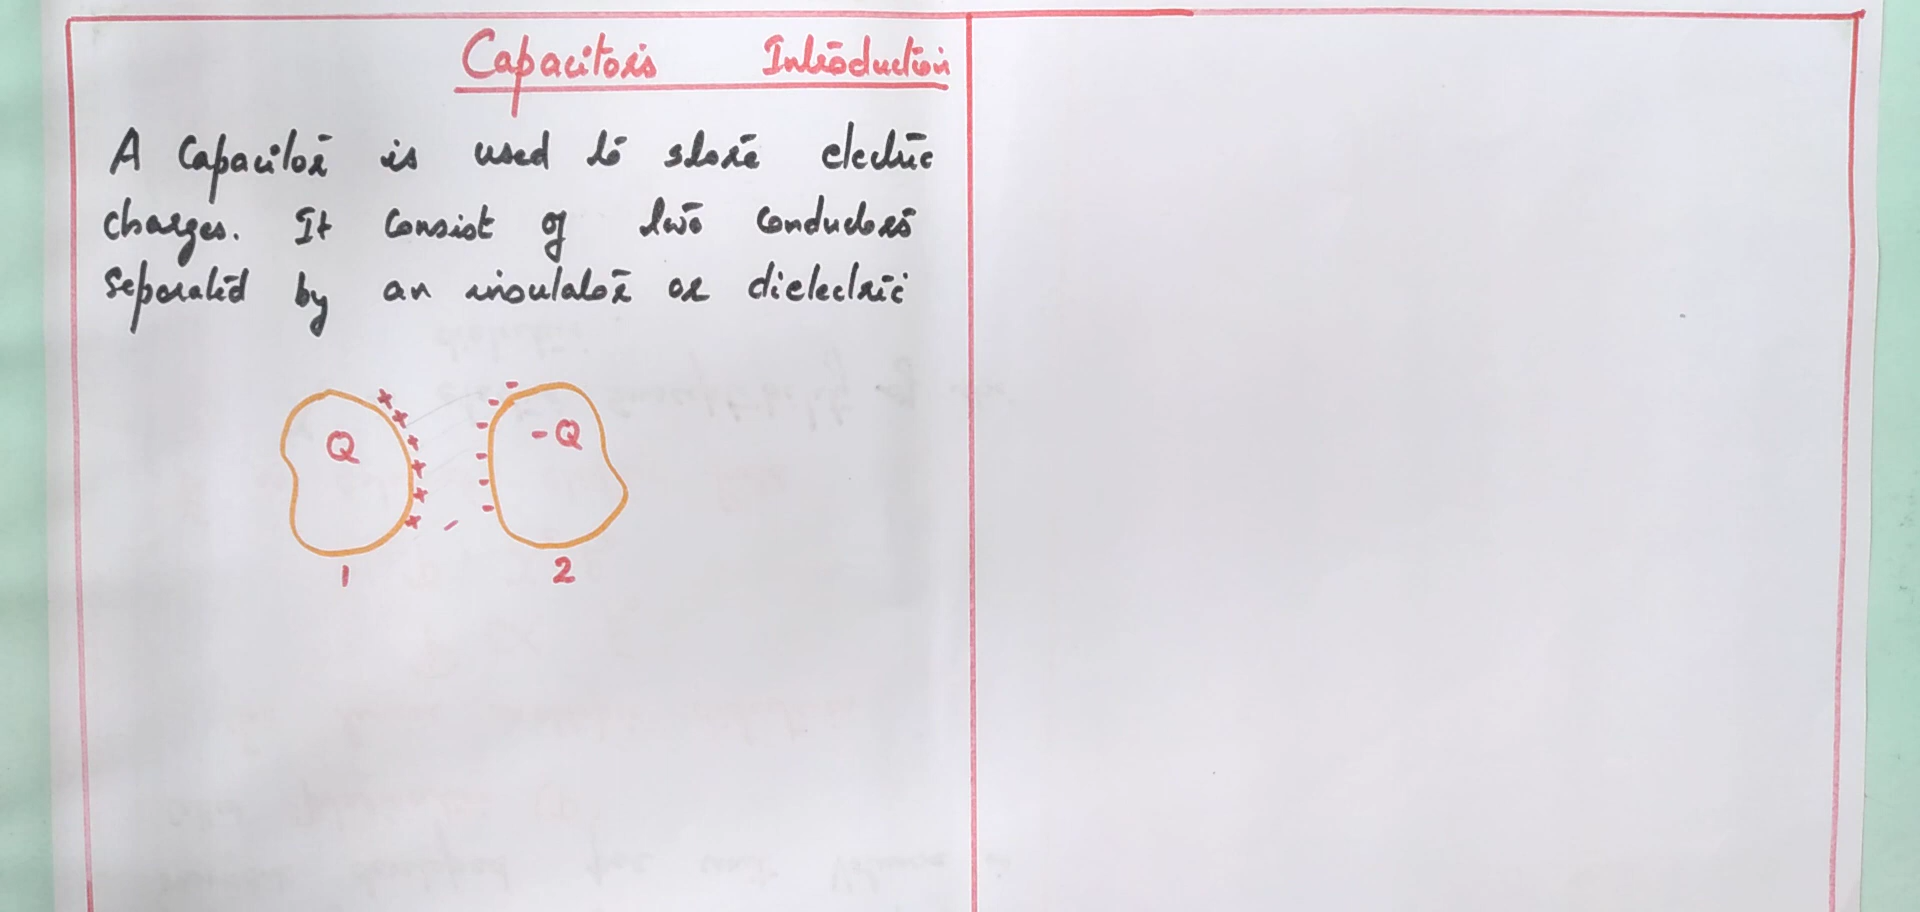 Capacitors Introduction
A Capacitor is used to store electric
charges. It Consist of two Conductors
Separated by an insulator or dielectric
Q
-Q
1
2